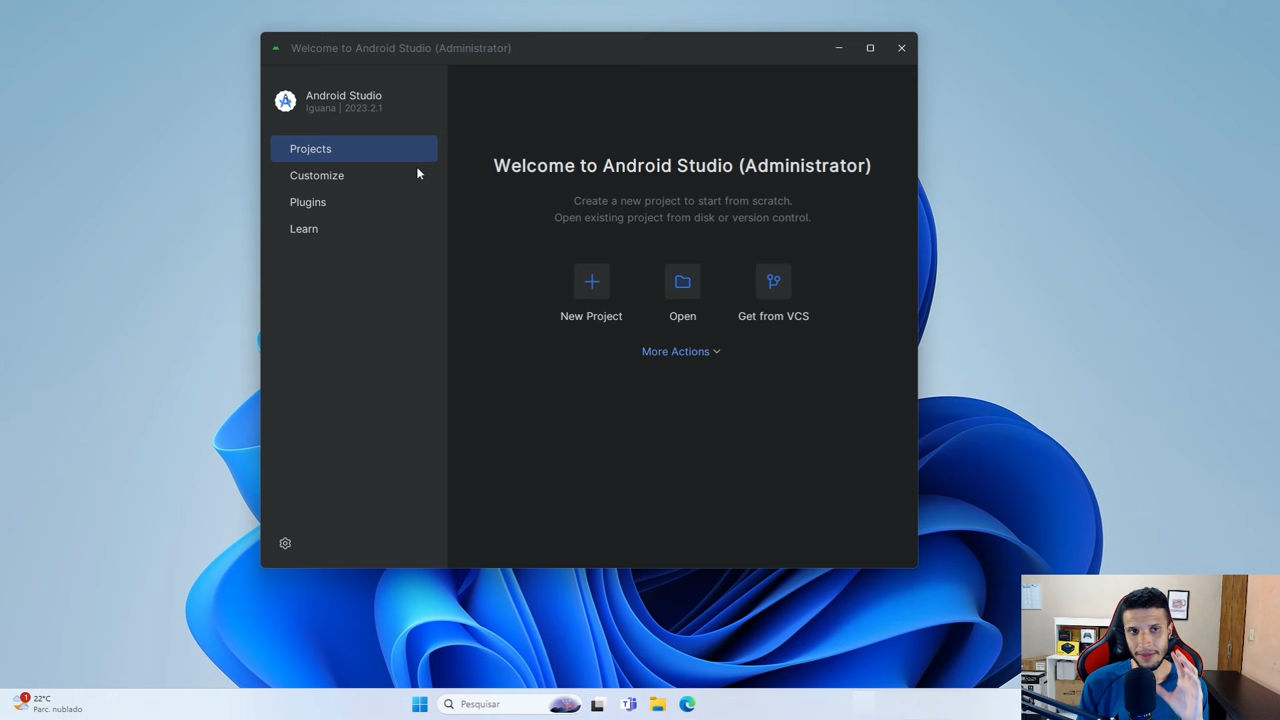 Welcome to Android Studio (Administrator)
Android Studio
Iguana | 2023.2.1
Projects
Customize
Plugins
Learn
Welcome to Android Studio (Administrator)
Create a new project to start from scratch.
Open existing project from disk or version control.
New Project
Open
Get from VCS
More Actions
1
22°C
Parc. nublado
Pesquisar